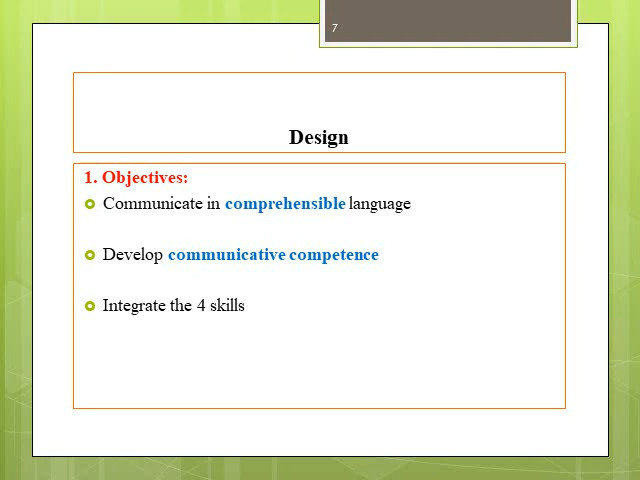 7
Design
1. Objectives:
Communicate in comprehensible language
Develop communicative competence
Integrate the 4 skills